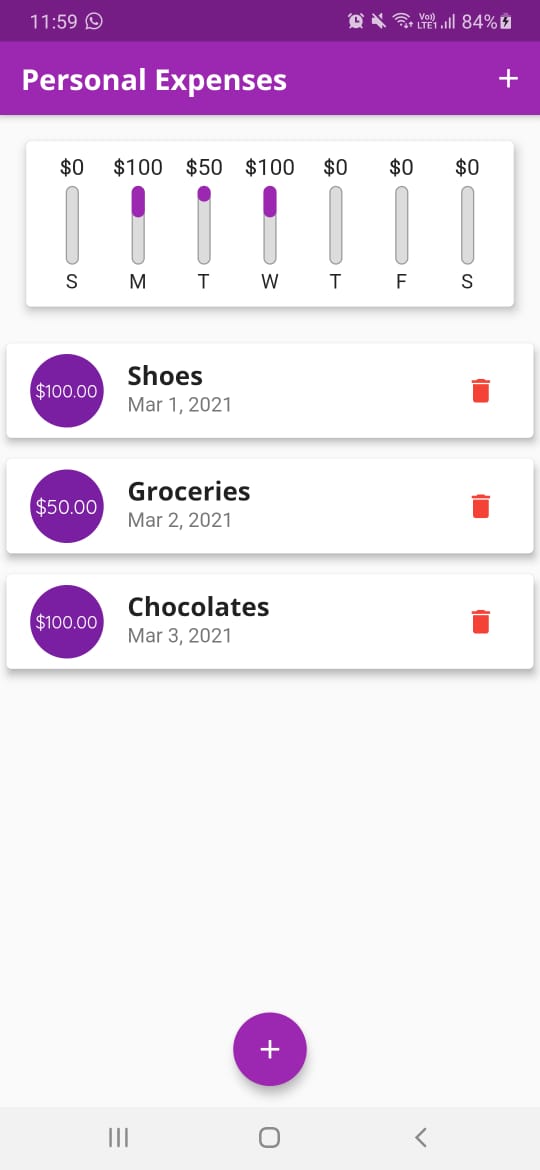 11:59 Vo)) LTE1 84%
Personal Expenses +
$0 $100 $50 $100 $0 $0 $0
S M T W T F S
$100.00 Shoes
Mar 1, 2021
$50.00 Groceries
Mar 2, 2021
$100.00 Chocolates
Mar 3, 2021
+